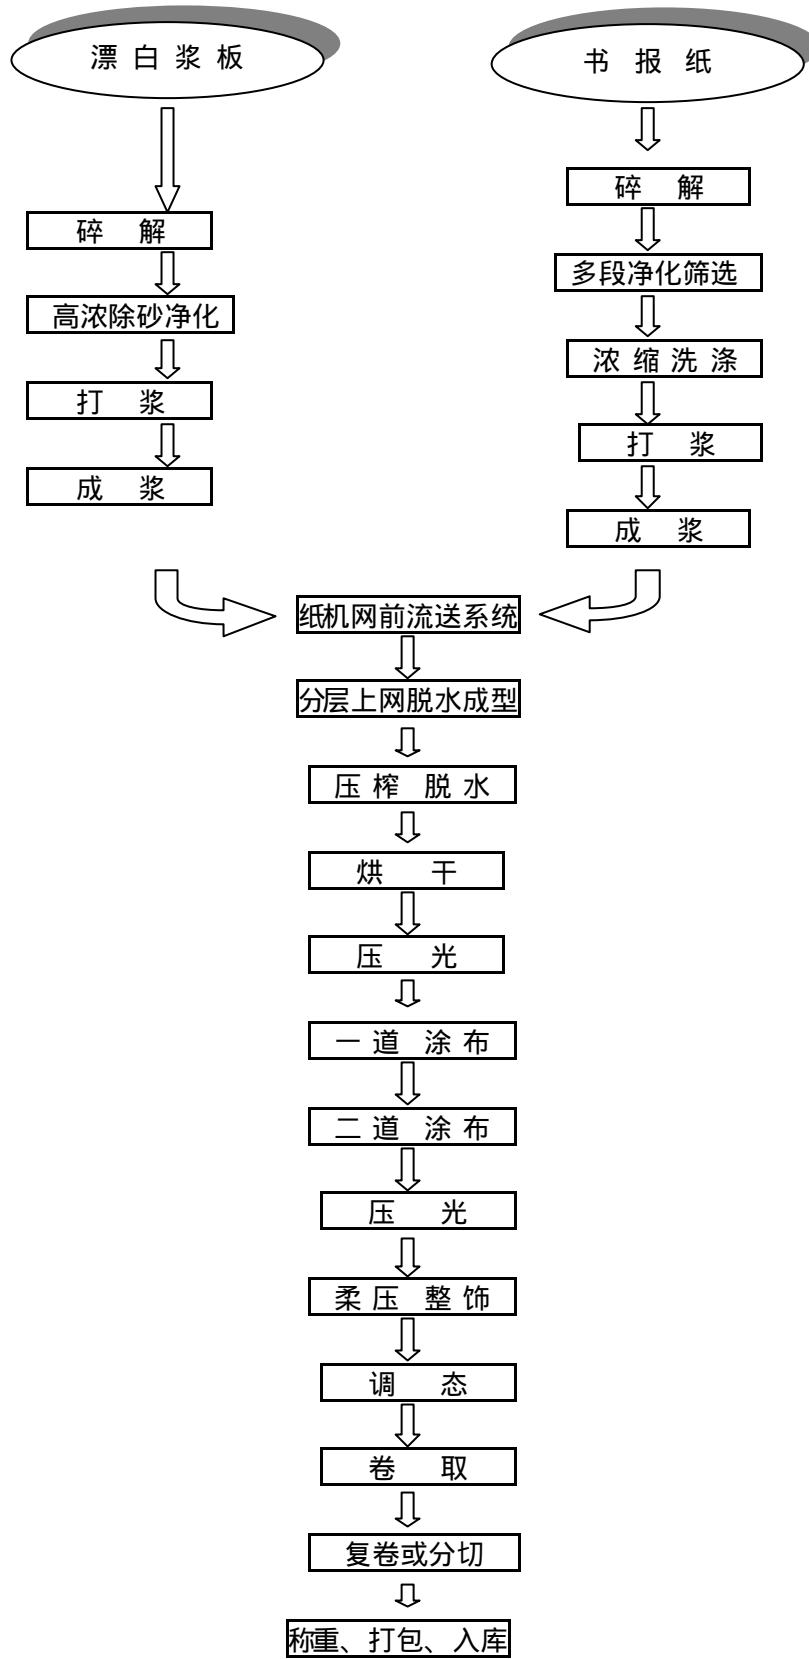 漂白浆板
碎解
高浓除砂净化
打浆
成浆
书报纸
碎解
多段净化筛选
浓缩洗涤
打浆
成浆
纸机网前流送系统
分层上网脱水成型
压榨 脱水
烘干
压光
一道 涂布
二道 涂布
压光
柔压 整饰
调态
卷取
复卷或分切
称重、打包、入库